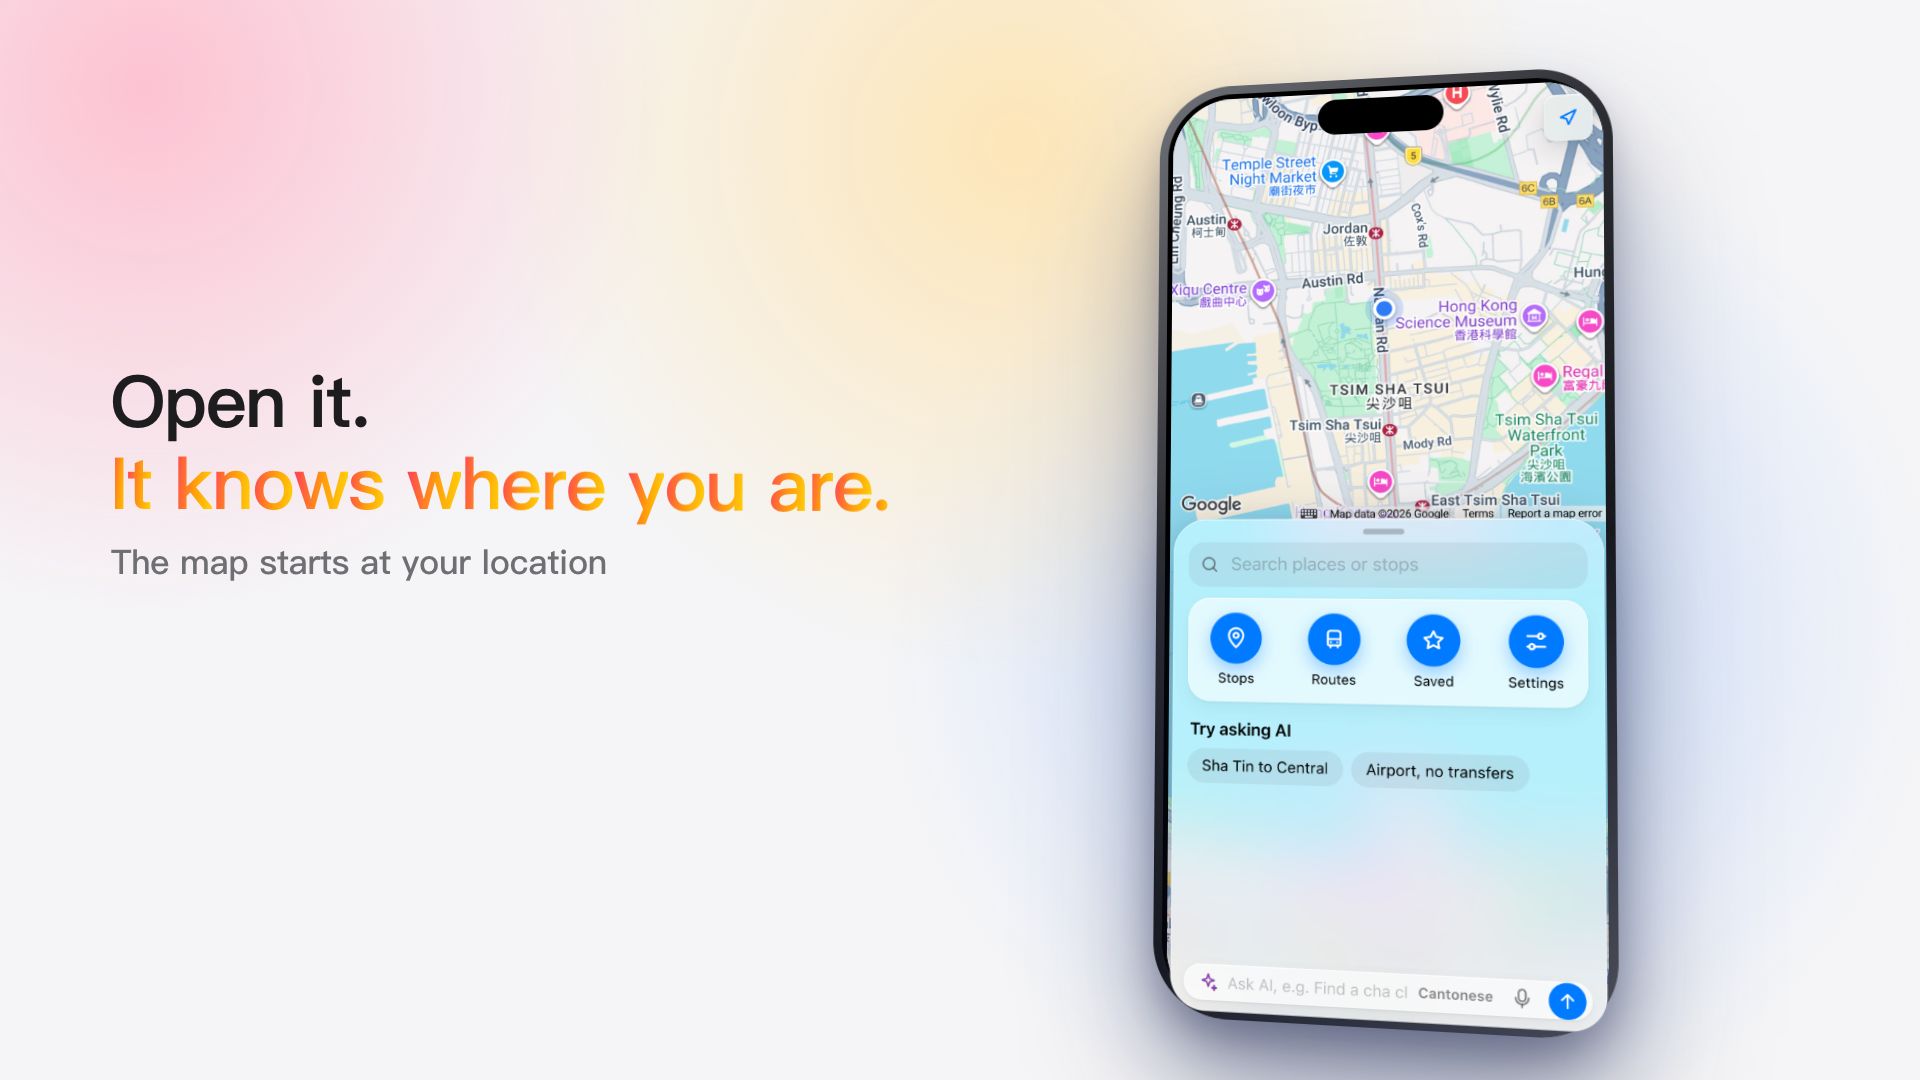 Open it.
It knows where you are.
The map starts at your location
H
5
Temple Street
Night Market
廟街夜市
6C
6B
6A
Austin
柯士甸
Jordan
佐敦
Cox's Rd
Austin Rd
Xiqu Centre
戲曲中心
Hong Kong
Science Museum
香港科學館
Regal
TSIM SHA TSUI
尖沙咀
Tsim Sha Tsui
尖沙咀
Mody Rd
Tsim Sha Tsui
Waterfront
Park
尖沙咀
海濱公園
East Tsim Sha Tsui
Google
Map data ©2026 Google
Terms
Report a map error
Search places or stops
Stops
Routes
Saved
Settings
Try asking AI
Sha Tin to Central
Airport, no transfers
Ask AI, e.g. Find a cha
Cantonese